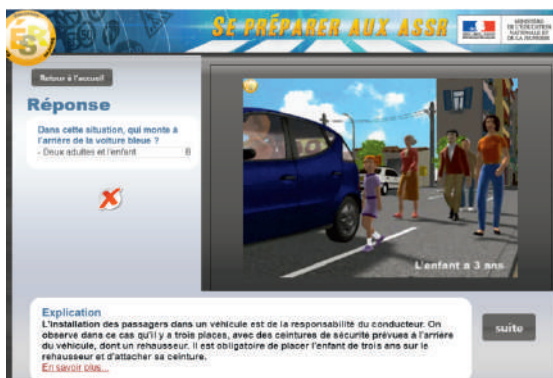 SE PRÉPARER AUX ASSR
MINISTÈRE
DE L'ÉDUCATION
NATIONALE ET
DE LA JEUNESSE
Retour à l'accueil
Réponse
Dans cette situation, qui monte à
l'arrière de la voiture bleue ?
- Deux adultes et l'enfant B
L'enfant a 3 ans
Explication
L'installation des passagers dans un véhicule est de la responsabilité du conducteur. On
observe dans ce cas qu'il y a trois places, avec des ceintures de sécurité prévues à l'arrière
du véhicule, dont un rehausseur. Il est obligatoire de placer l'enfant de trois ans sur le
rehausseur et d'attacher sa ceinture.
En savoir plus...
suite